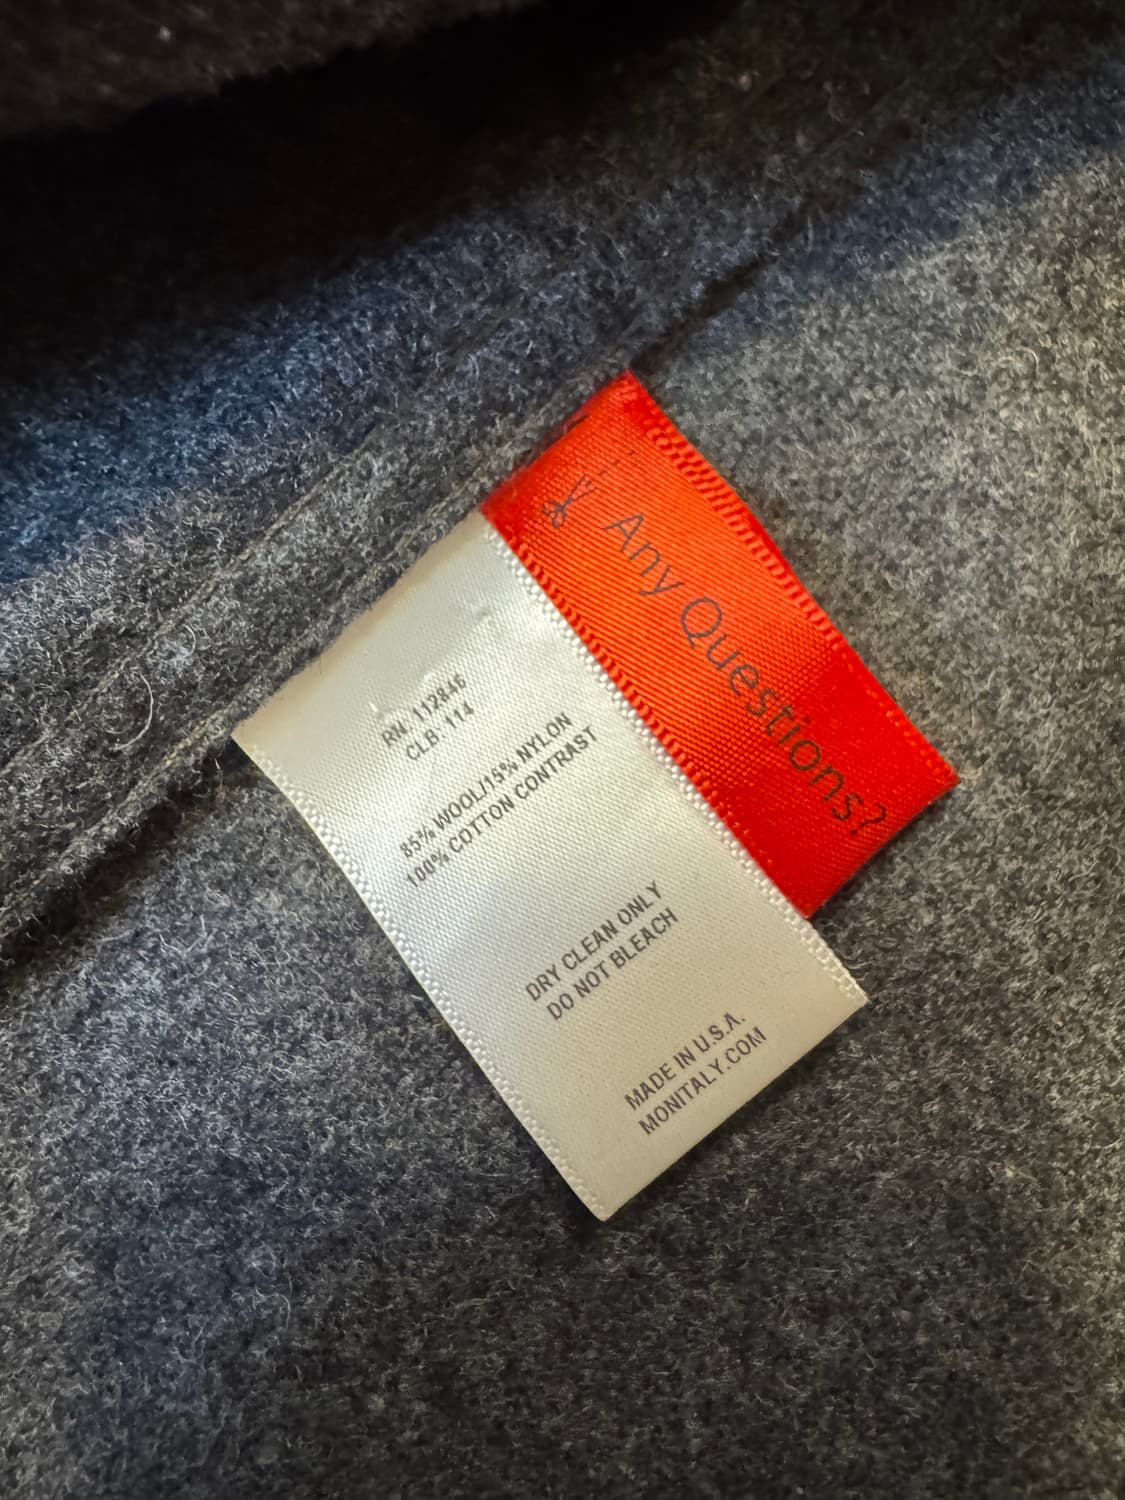 RN: 112846
CLB 114
85% WOOL/15% NYLON
100% COTTON CONTRAST
DRY CLEAN ONLY
DO NOT BLEACH
MADE IN U.S.A.
MONITALY.COM
Any Questions?